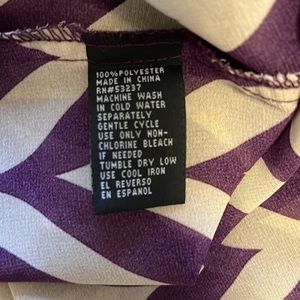 100% POLYESTER
MADE IN CHINA
RN#53237
MACHINE WASH
IN COLD WATER
SEPARATELY
GENTLE CYCLE
USE ONLY NON-
CHLORINE BLEACH
IF NEEDED
TUMBLE DRY LOW
USE COOL IRON
EL REVERSO
EN ESPANOL